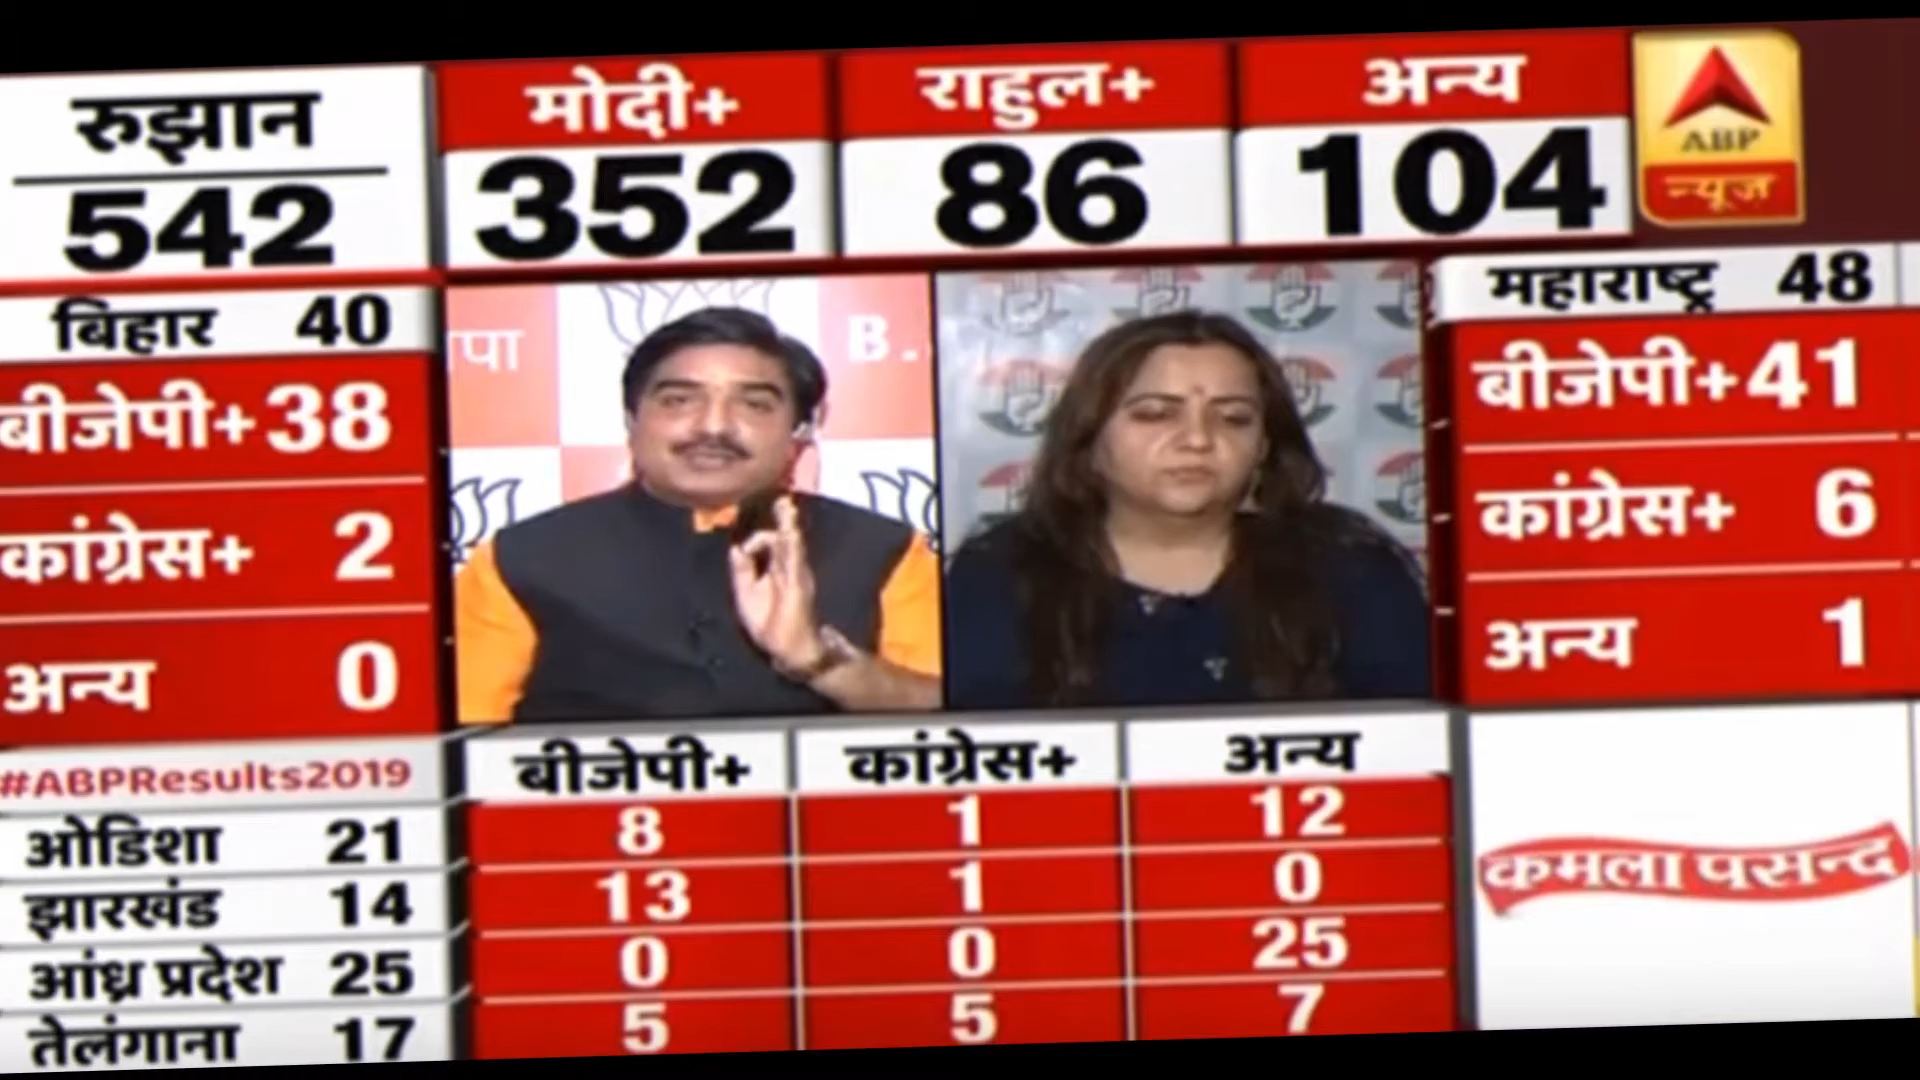 रुझान
542
मोदी+
352
राहुल+
86
अन्य
104
ABP
न्यूज़
बिहार 40
बीजेपी+ 38
कांग्रेस+ 2
अन्य 0
पा
B.
महाराष्ट्र 48
बीजेपी+ 41
कांग्रेस+ 6
अन्य 1
#ABPResults2019 बीजेपी+ कांग्रेस+ अन्य
ओडिशा 21 8 1 12
झारखंड 14 13 1 0
आंध्र प्रदेश 25 0 0 25
तेलंगाना 17 5 5 7
कमला पसन्द